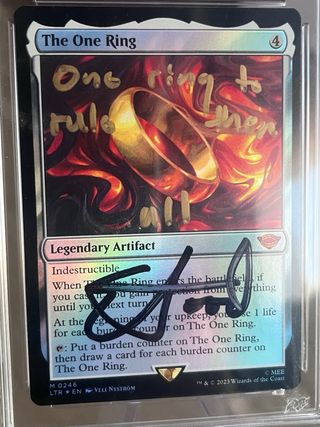 The One Ring 4
One ring to
rule them
all
Legendary Artifact
Indestructible
When The One Ring enters the battlefield, if
you cast it, you gain protection from everything
until your next turn.
At the beginning of your upkeep, you lose 1 life
for each burden counter on The One Ring.
: Put a burden counter on The One Ring,
then draw a card for each burden counter
on The One Ring.
M 0246
LTR ★ EN VELI NYSTRÖM
© MEE
™ & © 2023 Wizards of the Coast